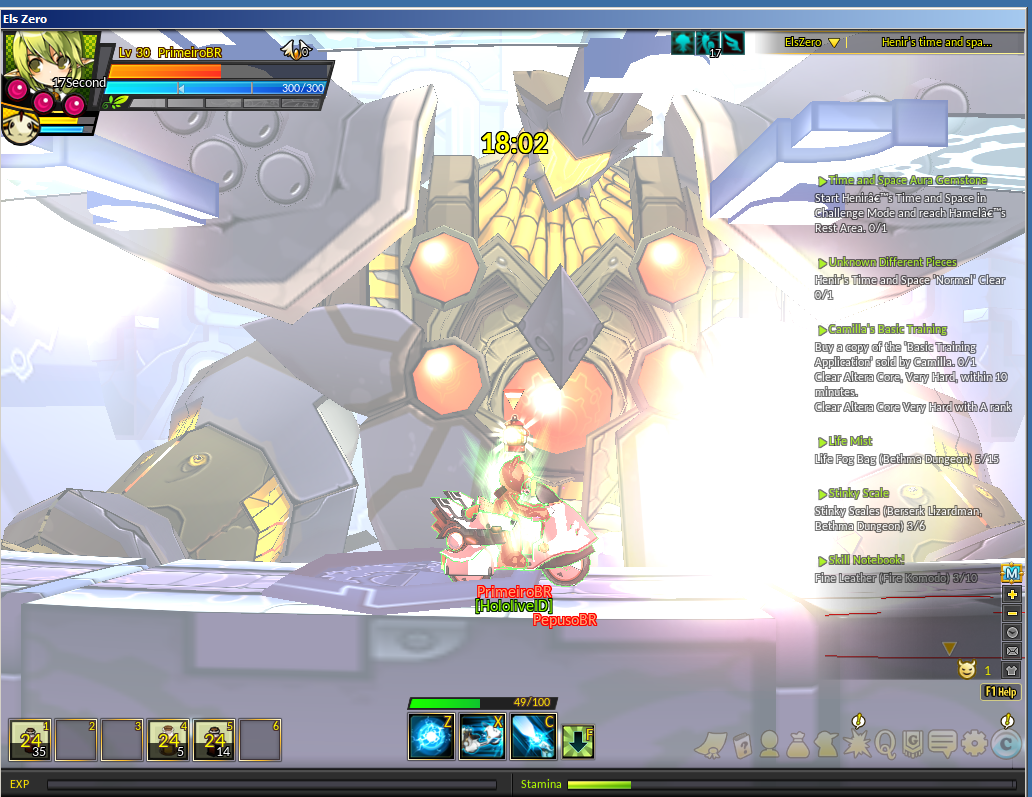 Els Zero
Lv 30 PrimeiroBR
0
17Second
300/300
17
ElsZero
Henir's time and spa...
18:02
Time and Space Aura Gemstone
Start Henirâ€™s Time and Space in
Challenge Mode and reach Hamelâ€™s
Rest Area. 0/1
Unknown Different Pieces
Henir's Time and Space 'Normal' Clear
0/1
Camilla's Basic Training
Buy a copy of the 'Basic Training
Application' sold by Camilla. 0/1
Clear Altera Core, Very Hard, within 10
minutes.
Clear Altera Core Very Hard with A rank
Life Mist
Life Fog Bag (Bethma Dungeon) 5/15
Stinky Scale
Stinky Scales (Berserk Lizardman,
Bethma Dungeon) 3/6
Skill Notebook!
Fine Leather (Fire Komodo) 3/10
M
PrimeiroBR
[HololiveID]
PepusoBR
1
F1 Help
49/100
1 2 3 4 5 6
24 24 24
35 5 14
Z X C F
EXP
Stamina